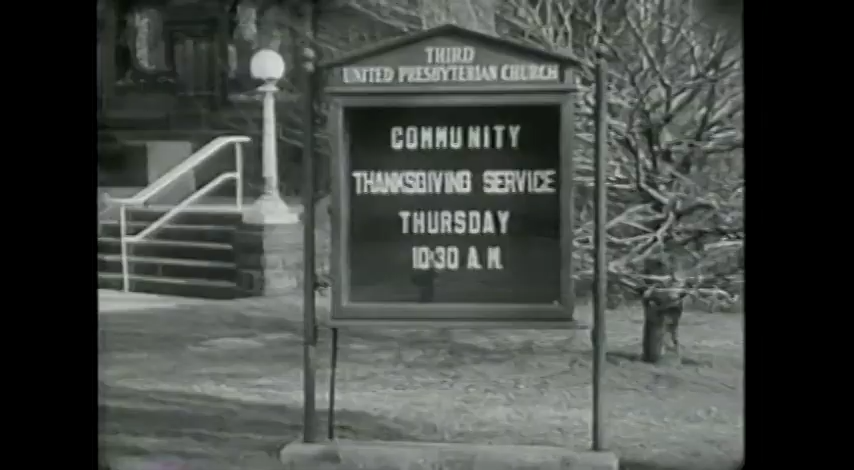 THIRD
UNITED PRESBYTERIAN CHURCH
COMMUNITY
THANKSGIVING SERVICE
THURSDAY
10:30 A. M.